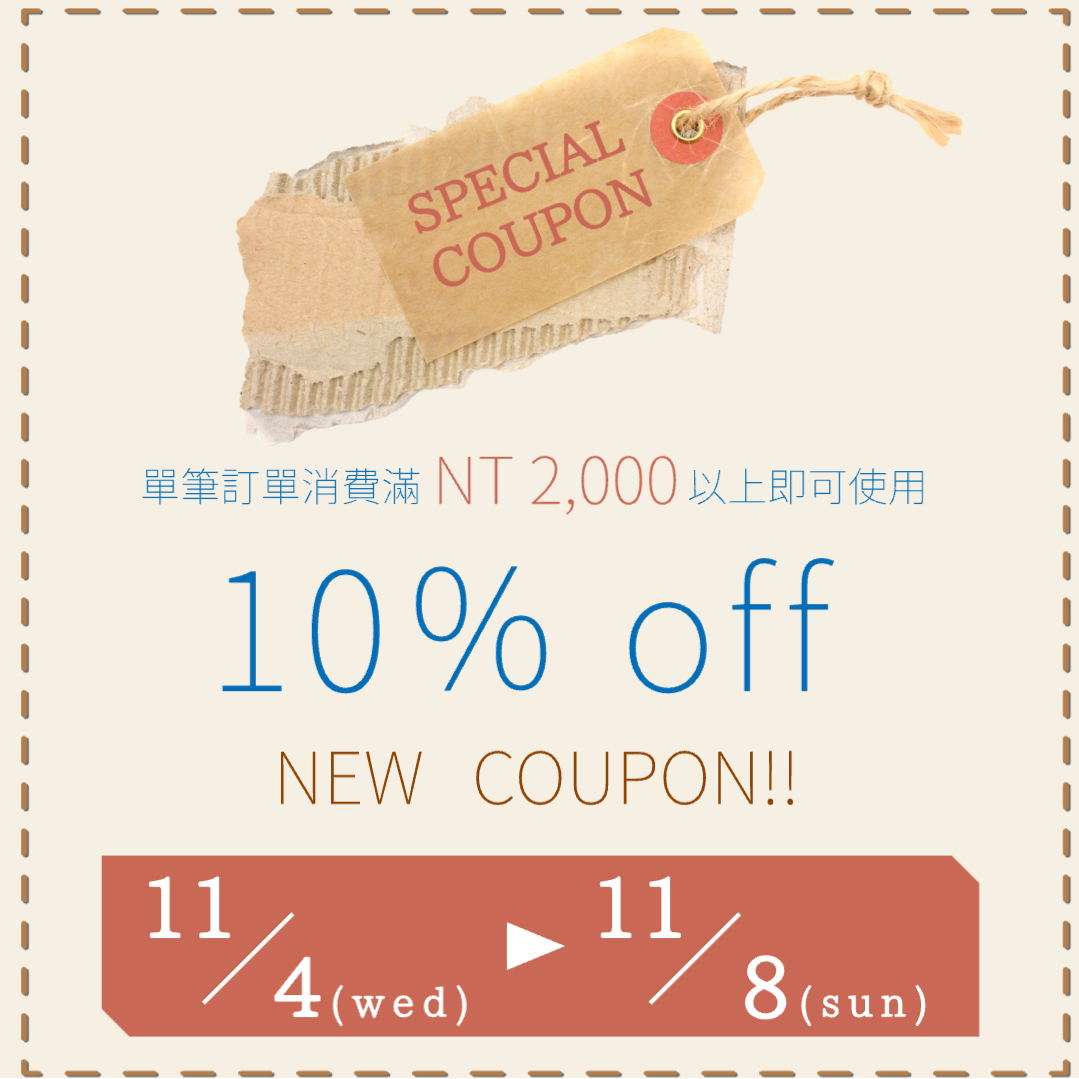 SPECIAL
COUPON
單筆訂單消費滿 NT 2,000 以上即可使用
10% off
NEW COUPON!!
11/4(wed) ▶ 11/8(sun)